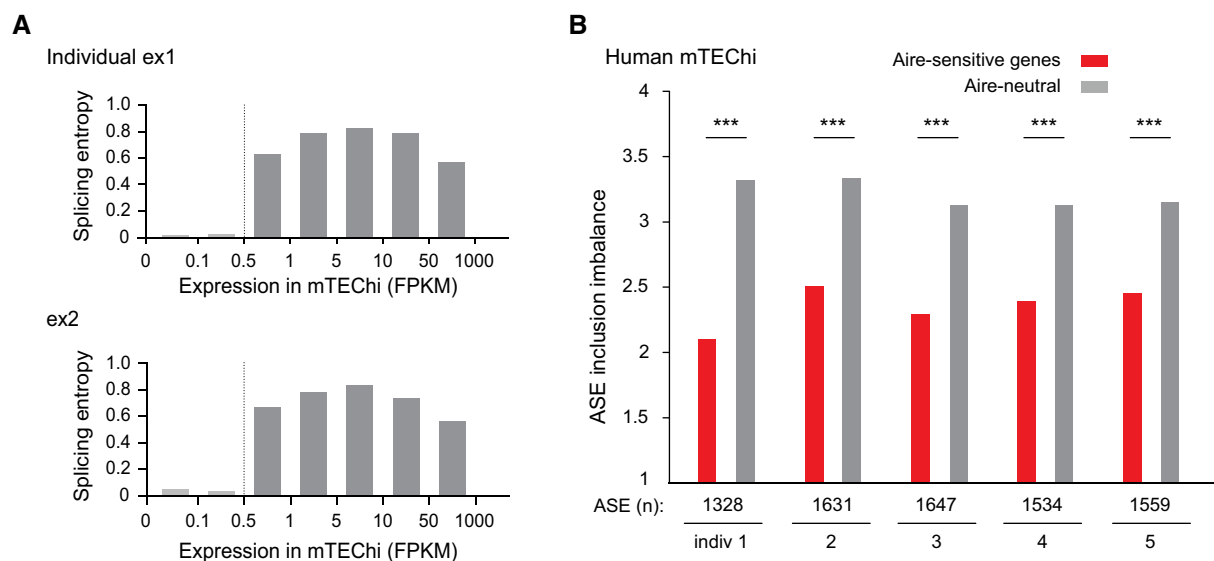 A
Individual ex1
Splicing entropy
1.0
0.8
0.6
0.4
0.2
0
0 0.1 0.5 1 5 10 50 1000
Expression in mTEChi (FPKM)
ex2
Splicing entropy
1.0
0.8
0.6
0.4
0.2
0
0 0.1 0.5 1 5 10 50 1000
Expression in mTEChi (FPKM)
B
Human mTEChi
Aire-sensitive genes
Aire-neutral
ASE inclusion imbalance
4
3.5
3
2.5
2
1.5
1
*** *** *** *** ***
ASE (n): 1328 1631 1647 1534 1559
indiv 1 2 3 4 5